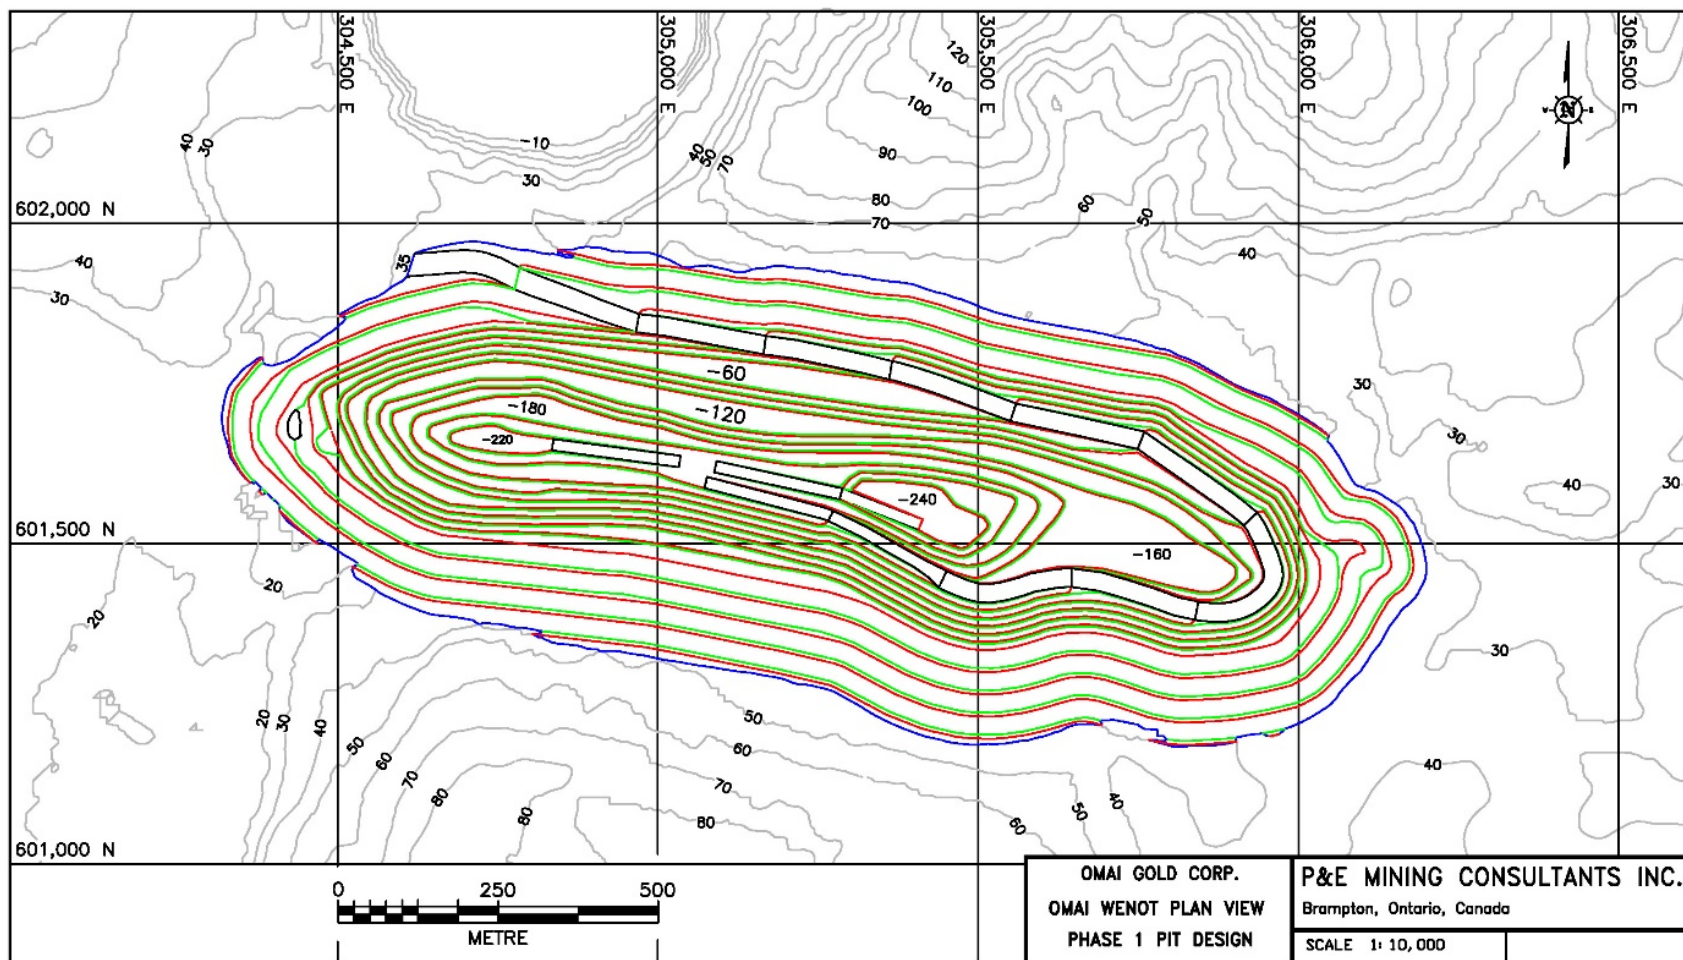 304,500 E
305,000 E
305,500 E
306,000 E
306,500 E
120
110
100
90
80
70
-10
30
40
30
40
50
70
60
50
40
N
W
E
602,000 N
40
30
35
-60
-120
-180
-220
-240
-160
30
30
40
30
601,500 N
20
20
30
20
30
40
50
60
70
80
80
50
60
70
80
60
50
40
40
601,000 N
0 250 500
METRE
OMAI GOLD CORP.
OMAI WENOT PLAN VIEW
PHASE 1 PIT DESIGN
P&E MINING CONSULTANTS INC.
Brampton, Ontario, Canada
SCALE 1: 10,000